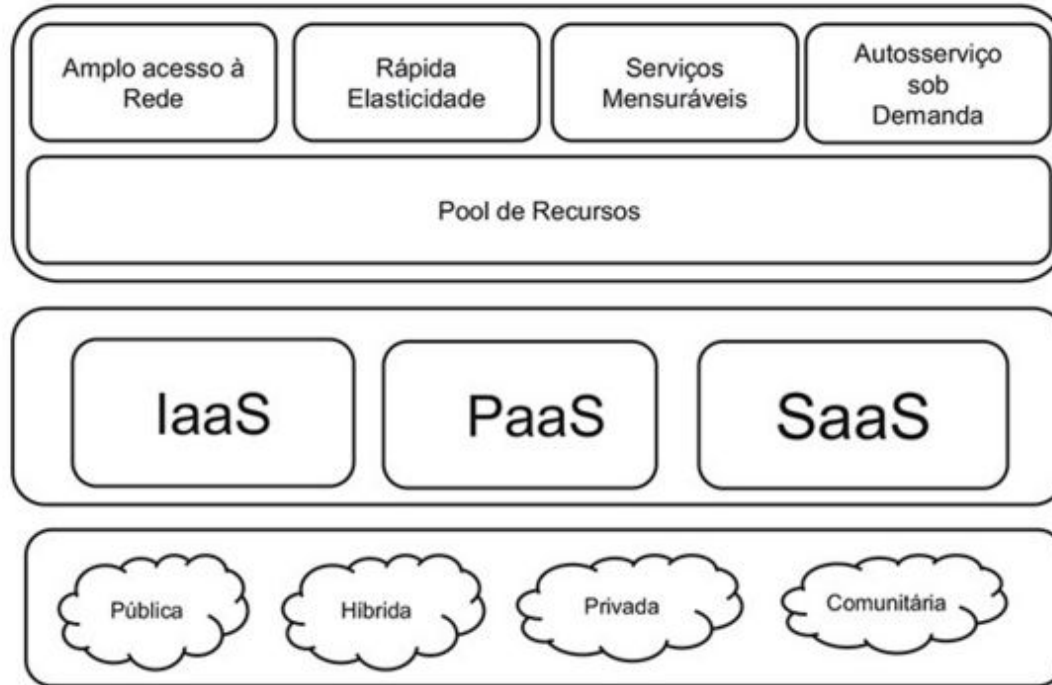 Amplo acesso à
Rede
Rápida
Elasticidade
Serviços
Mensuráveis
Autosserviço
sob
Demanda
Pool de Recursos
IaaS
PaaS
SaaS
Pública
Híbrida
Privada
Comunitária